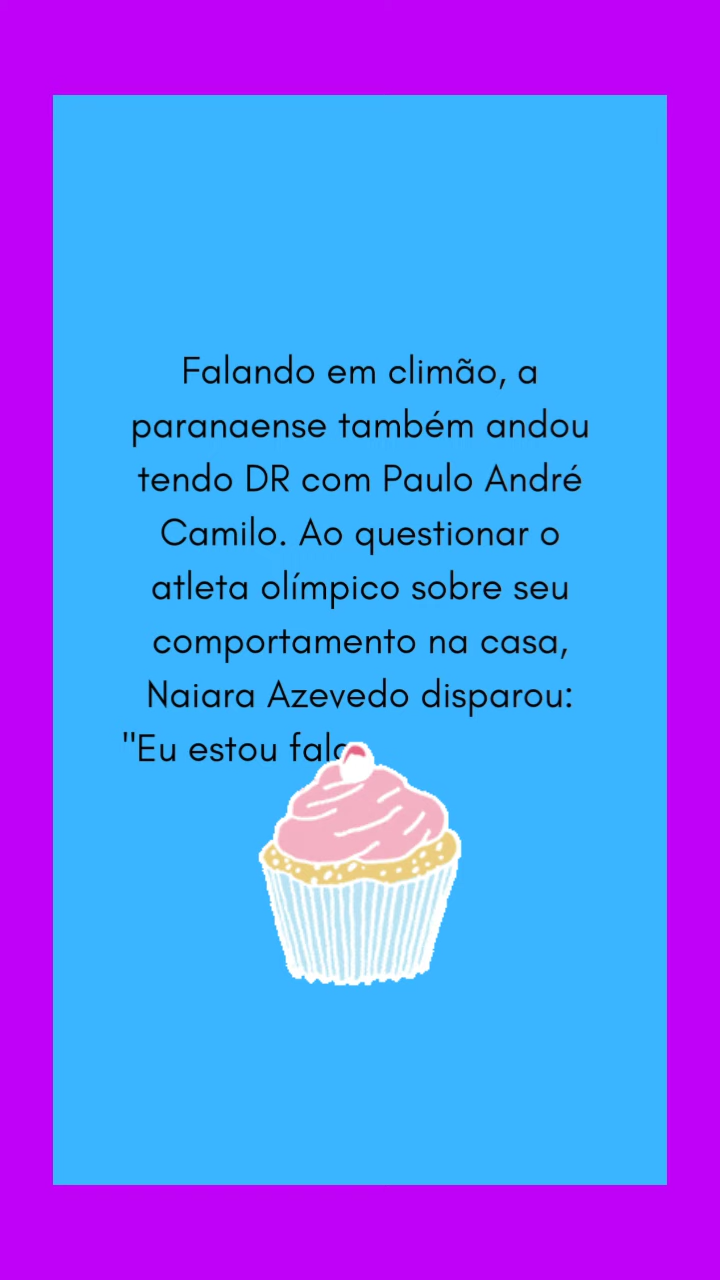 Falando em climão, a
paranaense também andou
tendo DR com Paulo André
Camilo. Ao questionar o
atleta olímpico sobre seu
comportamento na casa,
Naiara Azevedo disparou:
"Eu estou